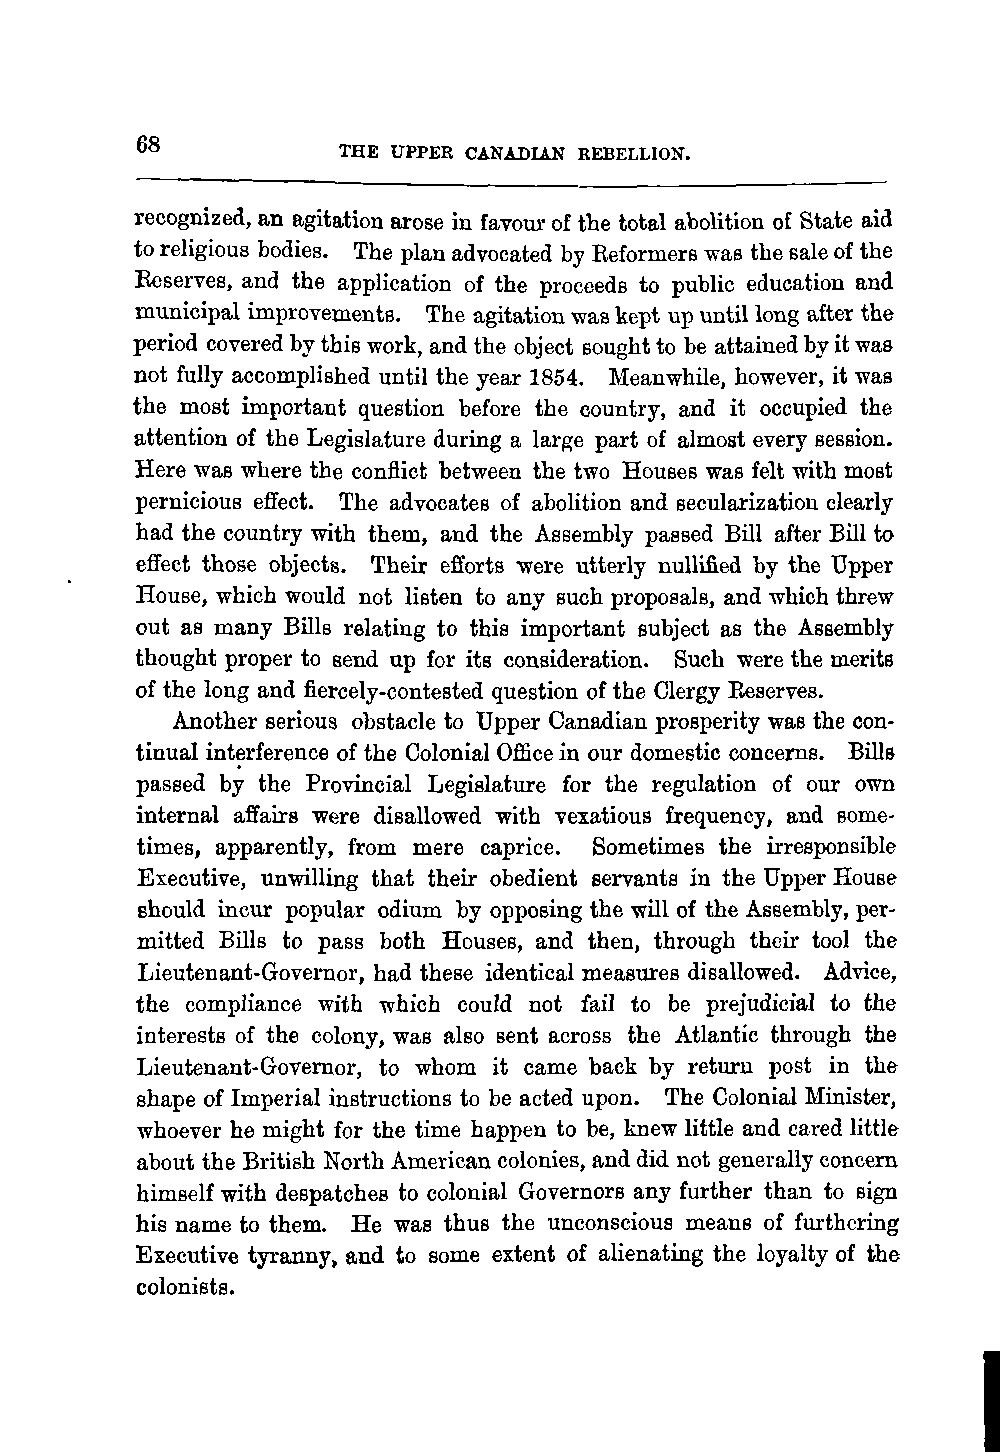 68
THE UPPER CANADIAN REBELLION.
recognized, an agitation arose in favour of the total abolition of State aid
to religious bodies. The plan advocated by Reformers was the sale of the
Reserves, and the application of the proceeds to public education and
municipal improvements. The agitation was kept up until long after the
period covered by this work, and the object sought to be attained by it was
not fully accomplished until the year 1854. Meanwhile, however, it was
the most important question before the country, and it occupied the
attention of the Legislature during a large part of almost every session.
Here was where the conflict between the two Houses was felt with most
pernicious effect. The advocates of abolition and secularization clearly
had the country with them, and the Assembly passed Bill after Bill to
effect those objects. Their efforts were utterly nullified by the Upper
House, which would not listen to any such proposals, and which threw
out as many Bills relating to this important subject as the Assembly
thought proper to send up for its consideration. Such were the merits
of the long and fiercely-contested question of the Clergy Reserves.
Another serious obstacle to Upper Canadian prosperity was the con-
tinual interference of the Colonial Office in our domestic concerns. Bills
passed by the Provincial Legislature for the regulation of our own
internal affairs were disallowed with vexatious frequency, and some-
times, apparently, from mere caprice. Sometimes the irresponsible
Executive, unwilling that their obedient servants in the Upper House
should incur popular odium by opposing the will of the Assembly, per-
mitted Bills to pass both Houses, and then, through their tool the
Lieutenant-Governor, had these identical measures disallowed. Advice,
the compliance with which could not fail to be prejudicial to the
interests of the colony, was also sent across the Atlantic through the
Lieutenant-Governor, to whom it came back by return post in the
shape of Imperial instructions to be acted upon. The Colonial Minister,
whoever he might for the time happen to be, knew little and cared little
about the British North American colonies, and did not generally concern
himself with despatches to colonial Governors any further than to sign
his name to them. He was thus the unconscious means of furthering
Executive tyranny, and to some extent of alienating the loyalty of the
colonists.